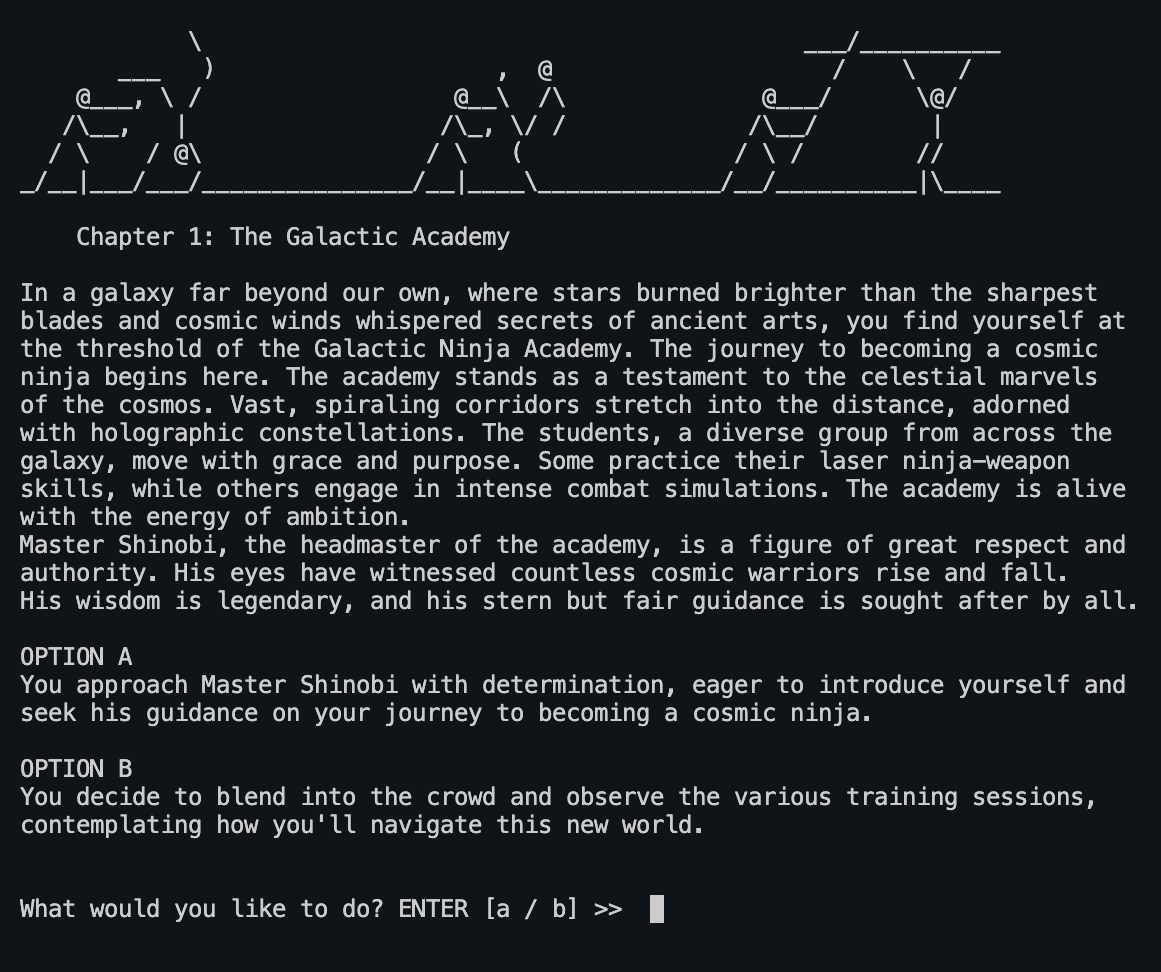 Chapter 1: The Galactic Academy
In a galaxy far beyond our own, where stars burned brighter than the sharpest
blades and cosmic winds whispered secrets of ancient arts, you find yourself at
the threshold of the Galactic Ninja Academy. The journey to becoming a cosmic
ninja begins here. The academy stands as a testament to the celestial marvels
of the cosmos. Vast, spiraling corridors stretch into the distance, adorned
with holographic constellations. The students, a diverse group from across the
galaxy, move with grace and purpose. Some practice their laser ninja-weapon
skills, while others engage in intense combat simulations. The academy is alive
with the energy of ambition.
Master Shinobi, the headmaster of the academy, is a figure of great respect and
authority. His eyes have witnessed countless cosmic warriors rise and fall.
His wisdom is legendary, and his stern but fair guidance is sought after by all.
OPTION A
You approach Master Shinobi with determination, eager to introduce yourself and
seek his guidance on your journey to becoming a cosmic ninja.
OPTION B
You decide to blend into the crowd and observe the various training sessions,
contemplating how you'll navigate this new world.
What would you like to do? ENTER [a / b] >>